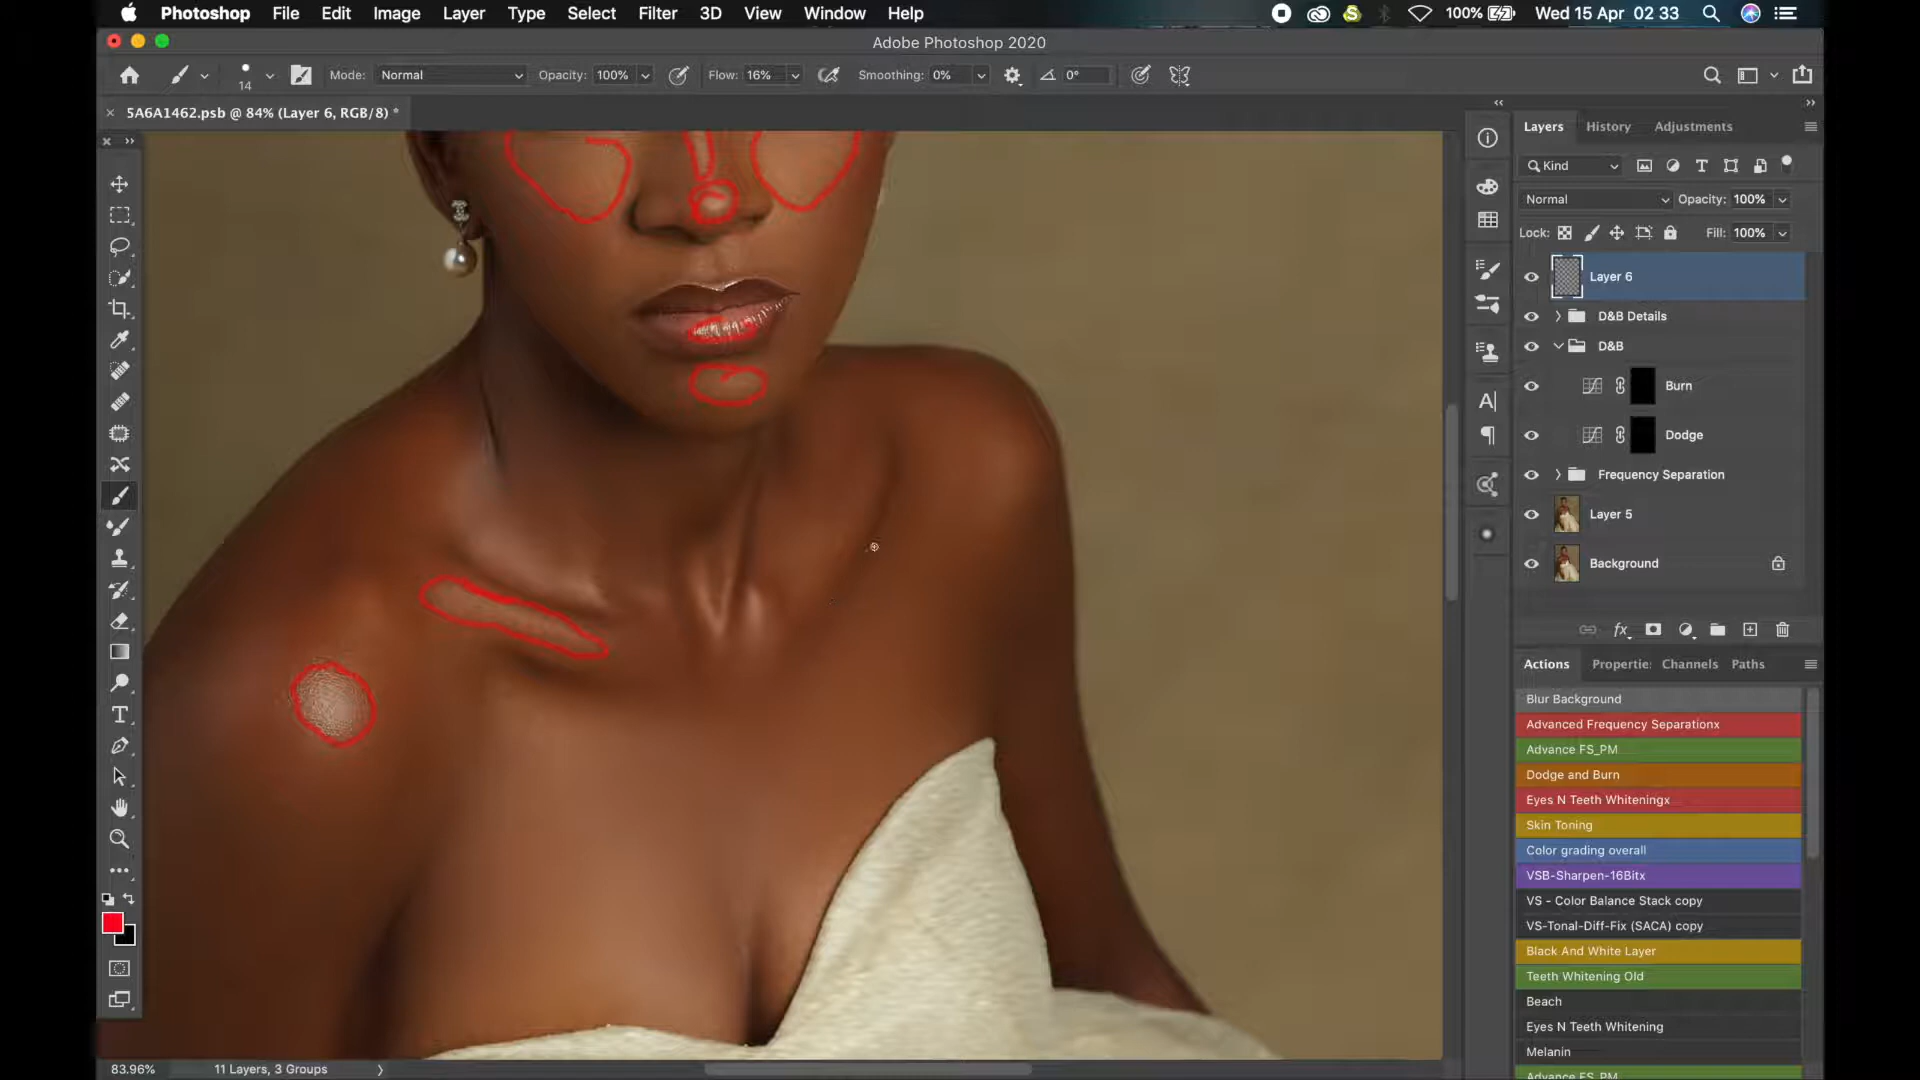 Photoshop File Edit Image Layer Type Select Filter 3D View Window Help 100% Wed 15 Apr 02 33
Adobe Photoshop 2020
14 Mode: Normal Opacity: 100% Flow: 16% Smoothing: 0% 0°
5A6A1462.psb @ 84% (Layer 6, RGB/8) *
Layers History Adjustments
Kind
Normal Opacity: 100%
Lock: Fill: 100%
Layer 6
D&B Details
D&B
Burn
Dodge
Frequency Separation
Layer 5
Background
fx
Actions Propertie: Channels Paths
Blur Background
Advanced Frequency Separationx
Advance FS_PM
Dodge and Burn
Eyes N Teeth Whiteningx
Skin Toning
Color grading overall
VSB-Sharpen-16Bitx
VS - Color Balance Stack copy
VS-Tonal-Diff-Fix (SACA) copy
Black And White Layer
Teeth Whitening Old
Beach
Eyes N Teeth Whitening
Melanin
Advance FS_PM
83.96% 11 Layers, 3 Groups